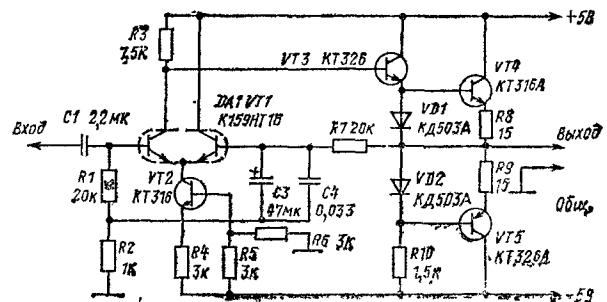 +5В
R3
7,5К
VT3 КТ326
VT4
КТ316А
DA1 VT1
К159НТ1В
C1 2,2мк
VD1
КД503А
R8
15
Вход
R7 20к
Выход
R1
20к
VT2
КТ316
C3
47мк
C4
0,033
VD2
КД503А
R9
15
Общ.
R2
1К
R4
3к
R5
3к
R6 3К
R10
1,5к
VT5
КТ326А
-5В